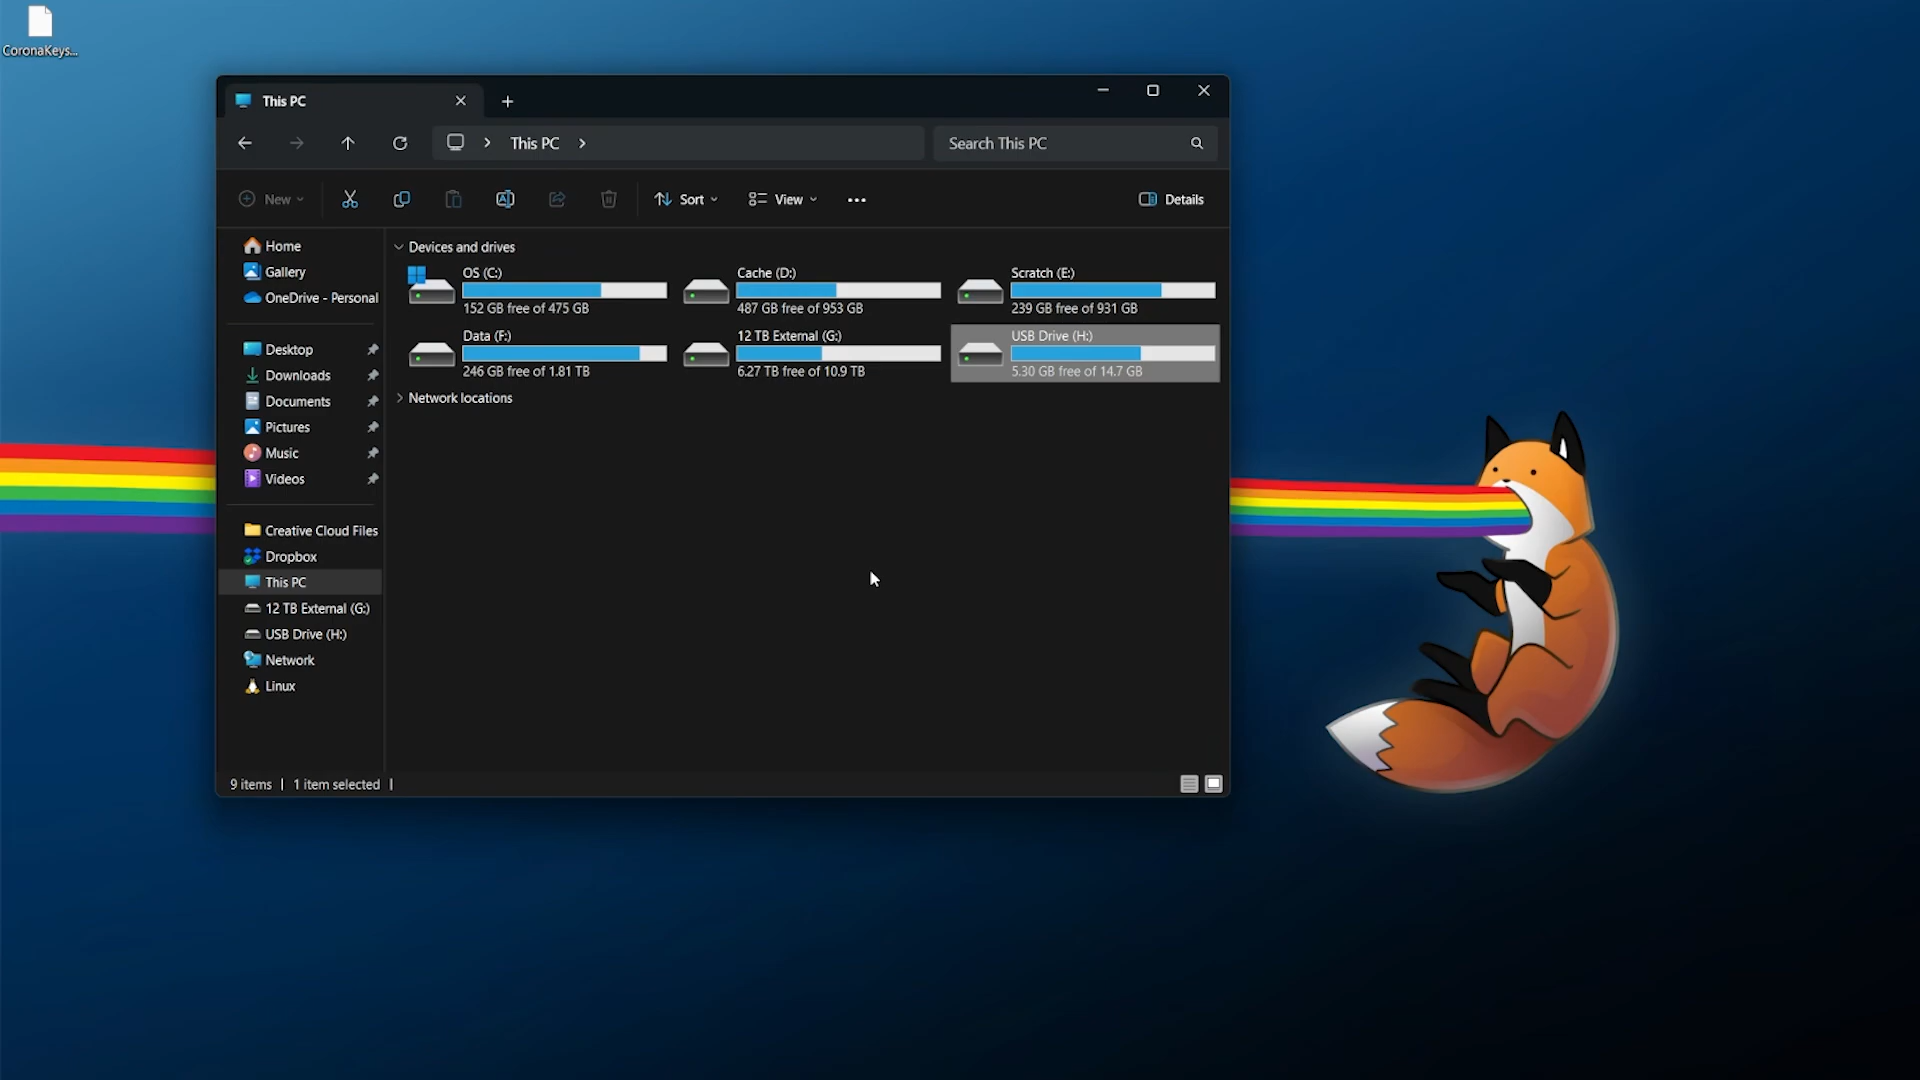 CoronaKeys...
This PC
This PC
Search This PC
New
Sort
View
Details
Home
Gallery
OneDrive - Personal
Desktop
Downloads
Documents
Pictures
Music
Videos
Creative Cloud Files
Dropbox
This PC
12 TB External (G:)
USB Drive (H:)
Network
Linux
Devices and drives
OS (C:)
152 GB free of 475 GB
Cache (D:)
487 GB free of 953 GB
Scratch (E:)
239 GB free of 931 GB
Data (F:)
246 GB free of 1.81 TB
12 TB External (G:)
6.27 TB free of 10.9 TB
USB Drive (H:)
5.30 GB free of 14.7 GB
Network locations
9 items
1 item selected